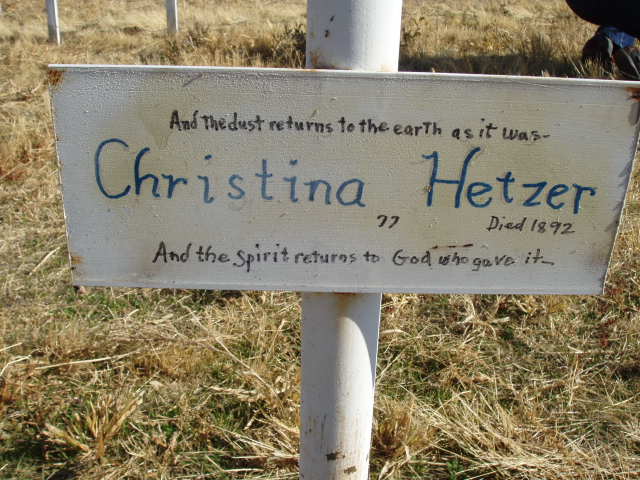 And the dust returns to the earth as it was-
Christina Hetzer
77 Died 1892
And the Spirit returns to God who gave it-